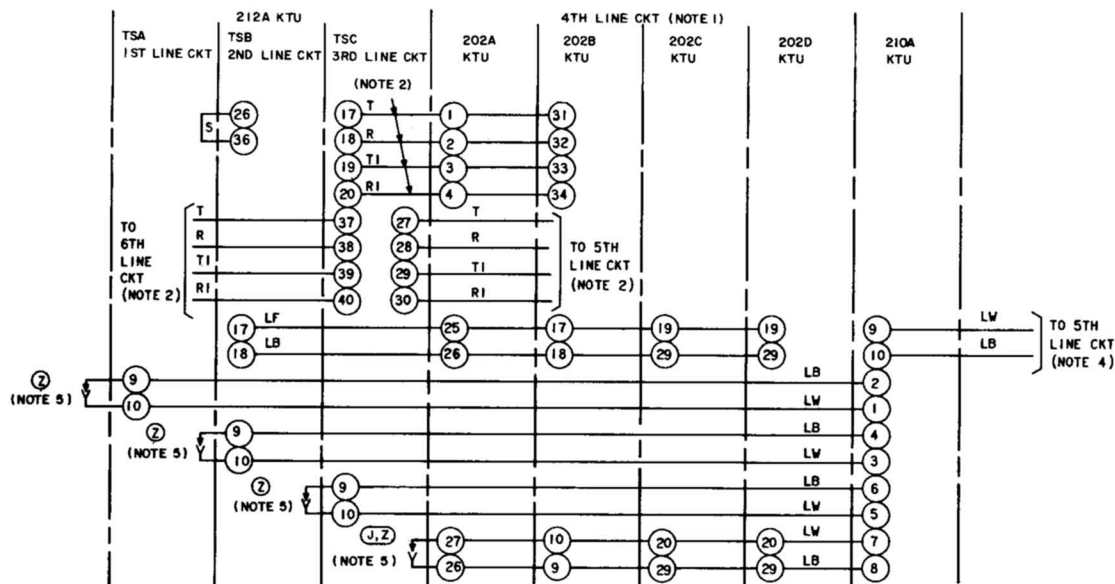 212A KTU 4TH LINE CKT (NOTE 1)
TSA TSB TSC 202A 202B 202C 202D 210A
1ST LINE CKT 2ND LINE CKT 3RD LINE CKT KTU KTU KTU KTU KTU
(NOTE 2)
26 17 T 1 31
S
36 18 R 2 32
19 T1 3 33
20 R1 4 34
T 37 27 T
R 38 28 R
T1 39 29 T1
R1 40 30 R1
TO
6TH
LINE
CKT
(NOTE 2)
TO 5TH
LINE CKT
(NOTE 2)
17 LF 25 17 19 19 9 LW
18 LB 26 18 29 29 10 LB
TO 5TH
LINE CKT
(NOTE 4)
Z 9 LB 2
(NOTE 5) 10 LW 1
Z 9 LB 4
(NOTE 5) 10 LW 3
Z 9 LB 6
(NOTE 5) 10 LW 5
J,Z 27 10 20 20 LW 7
(NOTE 5) 26 9 29 29 LB 8